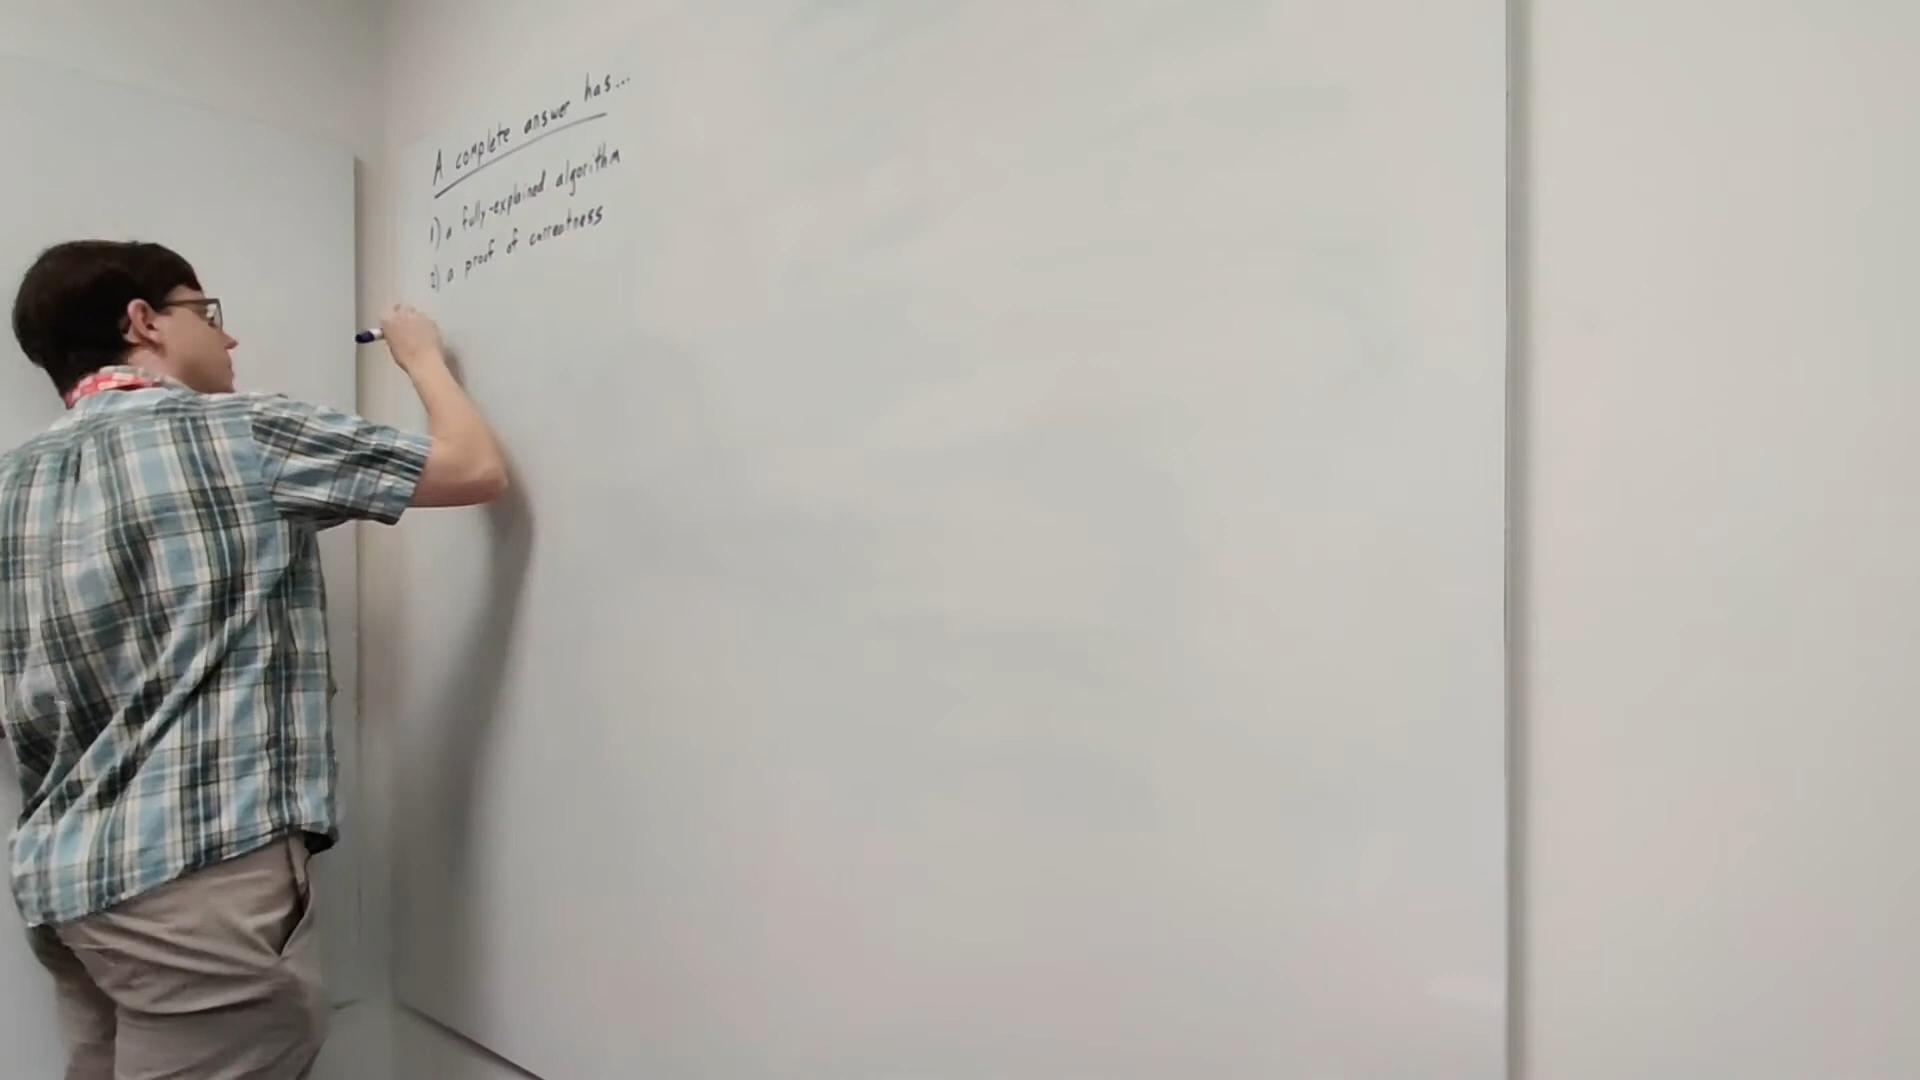 A complete answer has...
1) a fully-explained algorithm
2) a proof of correctness